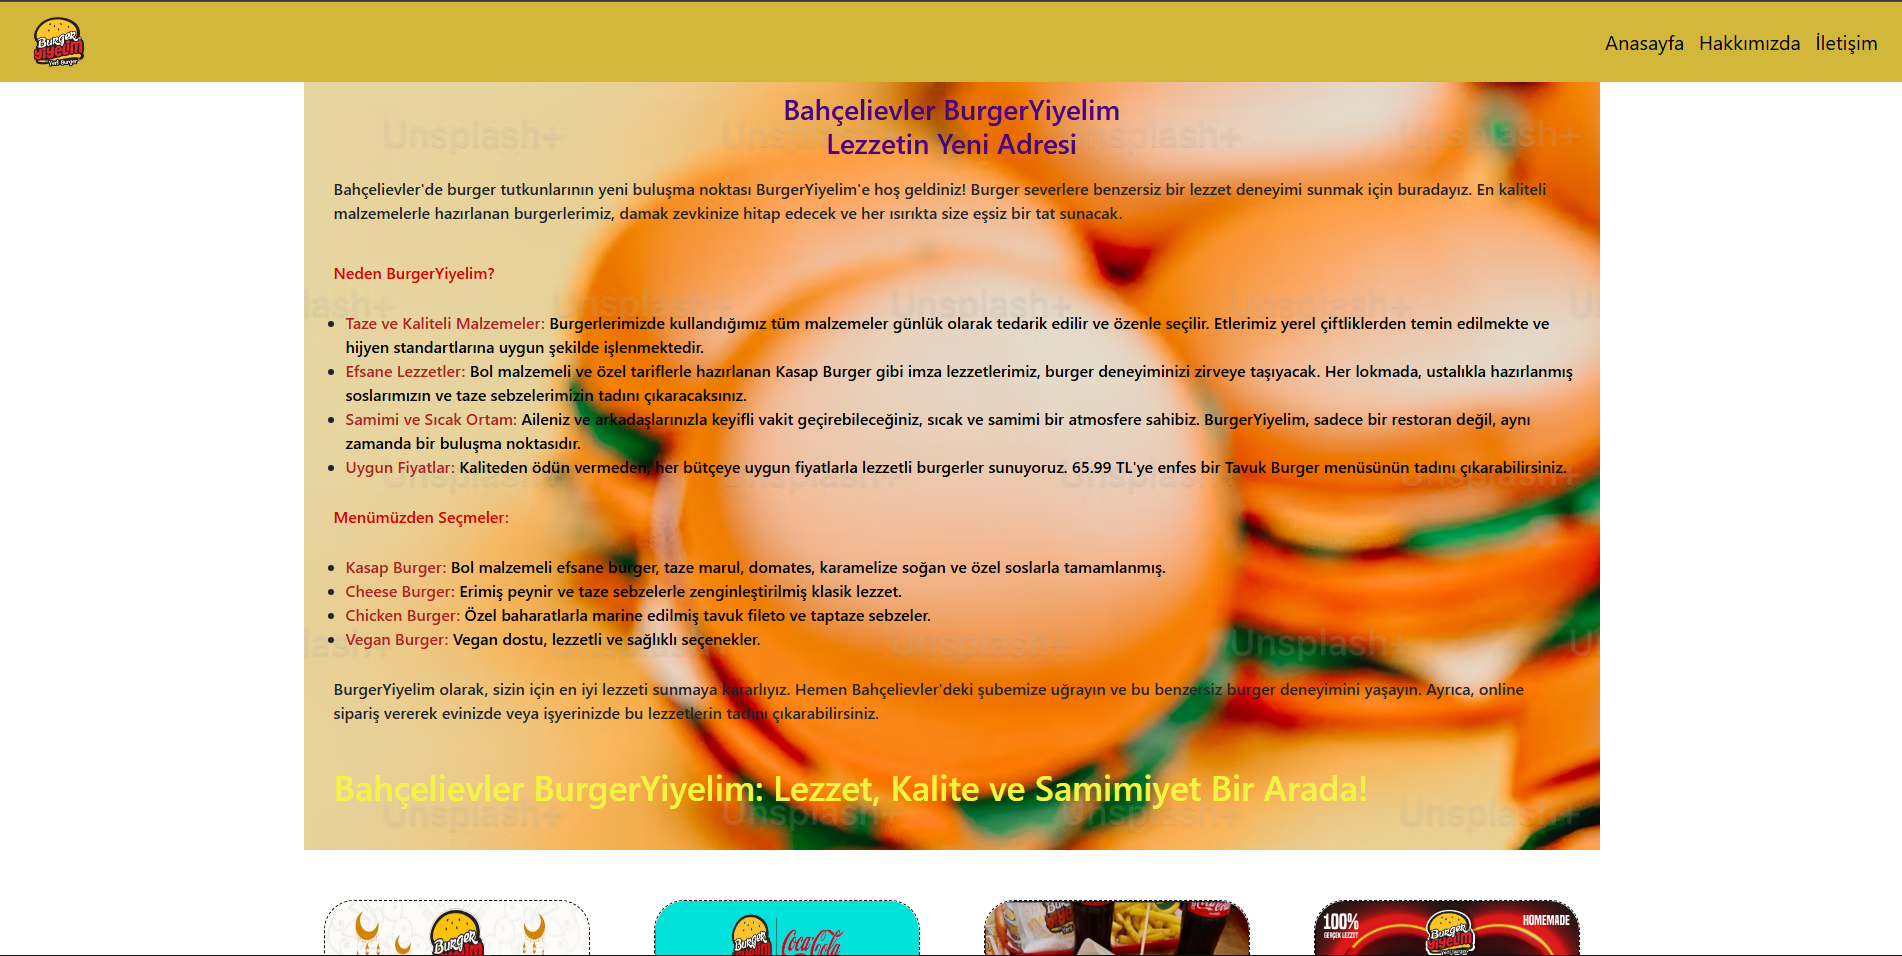 Burger
yiyelim
Yerli Burger
Anasayfa Hakkımızda İletişim
Bahçelievler BurgerYiyelim
Lezzetin Yeni Adresi
Bahçelievler'de burger tutkunlarının yeni buluşma noktası BurgerYiyelim'e hoş geldiniz! Burger severlere benzersiz bir lezzet deneyimi sunmak için buradayız. En kaliteli
malzemelerle hazırlanan burgerlerimiz, damak zevkinize hitap edecek ve her ısırıkta size eşsiz bir tat sunacak.
Neden BurgerYiyelim?
Taze ve Kaliteli Malzemeler: Burgerlerimizde kullandığımız tüm malzemeler günlük olarak tedarik edilir ve özenle seçilir. Etlerimiz yerel çiftliklerden temin edilmekte ve
hijyen standartlarına uygun şekilde işlenmektedir.
Efsane Lezzetler: Bol malzemeli ve özel tariflerle hazırlanan Kasap Burger gibi imza lezzetlerimiz, burger deneyiminizi zirveye taşıyacak. Her lokmada, ustalıkla hazırlanmış
soslarımızın ve taze sebzelerimizin tadını çıkaracaksınız.
Samimi ve Sıcak Ortam: Aileniz ve arkadaşlarınızla keyifli vakit geçirebileceğiniz, sıcak ve samimi bir atmosfere sahibiz. BurgerYiyelim, sadece bir restoran değil, aynı
zamanda bir buluşma noktasıdır.
Uygun Fiyatlar: Kaliteden ödün vermeden, her bütçeye uygun fiyatlarla lezzetli burgerler sunuyoruz. 65.99 TL'ye enfes bir Tavuk Burger menüsünün tadını çıkarabilirsiniz.
Menümüzden Seçmeler:
Kasap Burger: Bol malzemeli efsane burger, taze marul, domates, karamelize soğan ve özel soslarla tamamlanmış.
Cheese Burger: Erimiş peynir ve taze sebzelerle zenginleştirilmiş klasik lezzet.
Chicken Burger: Özel baharatlarla marine edilmiş tavuk fileto ve taptaze sebzeler.
Vegan Burger: Vegan dostu, lezzetli ve sağlıklı seçenekler.
BurgerYiyelim olarak, sizin için en iyi lezzeti sunmaya kararlıyız. Hemen Bahçelievler'deki şubemize uğrayın ve bu benzersiz burger deneyimini yaşayın. Ayrıca, online
sipariş vererek evinizde veya işyerinizde bu lezzetlerin tadını çıkarabilirsiniz.
Bahçelievler BurgerYiyelim: Lezzet, Kalite ve Samimiyet Bir Arada!
Unsplash+
Burger
Burger
Coca-Cola
100%
GERÇEK LEZZET
Burger
yiyelim
HOMEMADE